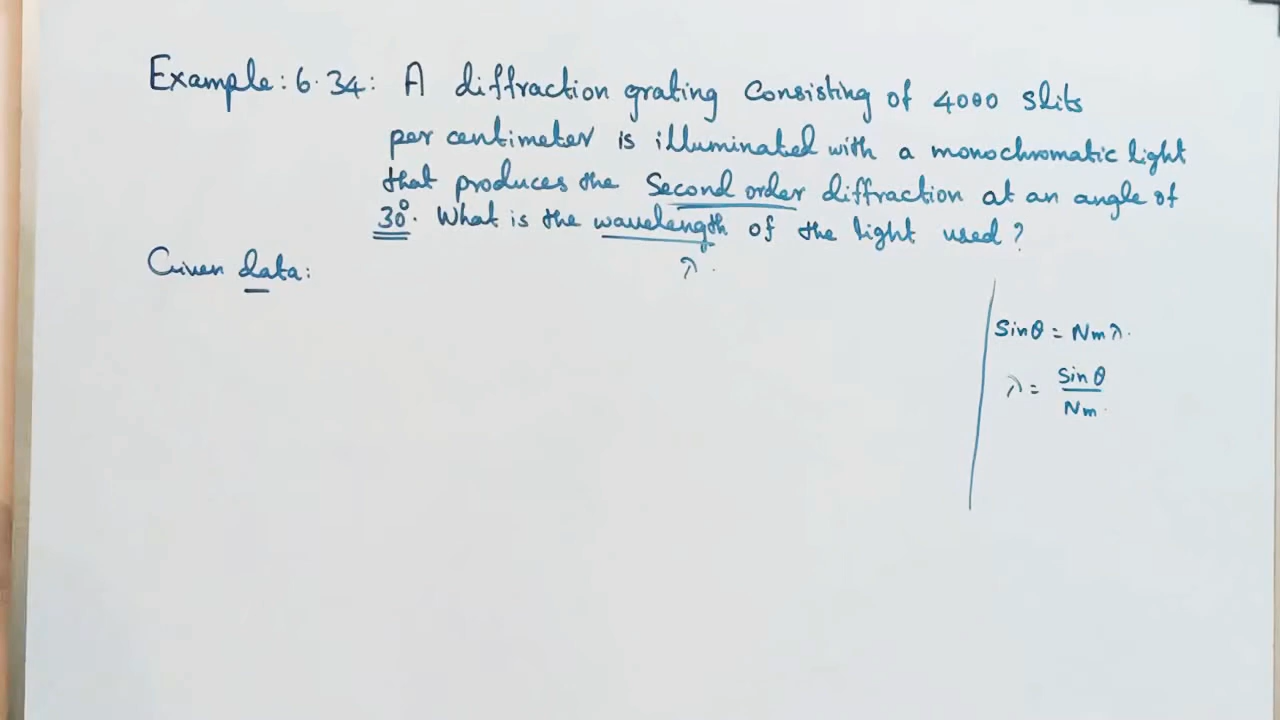 Example: 6.34: A diffraction grating consisting of 4000 slits
per centimeter is illuminated with a monochromatic light
that produces the second order diffraction at an angle of
30°. What is the wavelength of the light used?
λ.
Given data:
Sinθ = Nmλ.
λ = Sinθ
Nm.